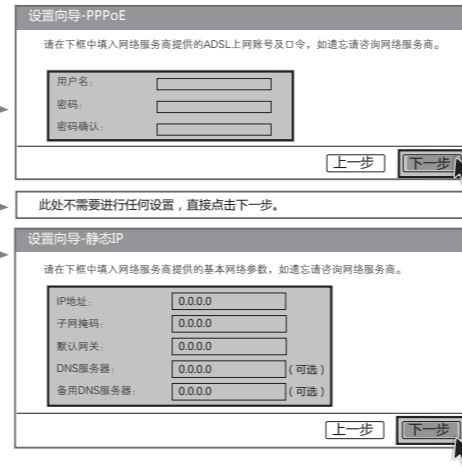 设置向导-PPPoE
请在下框中填入网络服务商提供的ADSL上网账号及口令，如遗忘请咨询网络服务商。
用户名：
密码：
密码确认：
上一步 下一步
此处不需要进行任何设置，直接点击下一步。
设置向导-静态IP
请在下框中填入网络服务商提供的基本网络参数，如遗忘请咨询网络服务商。
IP地址： 0.0.0.0
子网掩码： 0.0.0.0
默认网关： 0.0.0.0
DNS服务器： 0.0.0.0 （可选）
备用DNS服务器： 0.0.0.0 （可选）
上一步 下一步